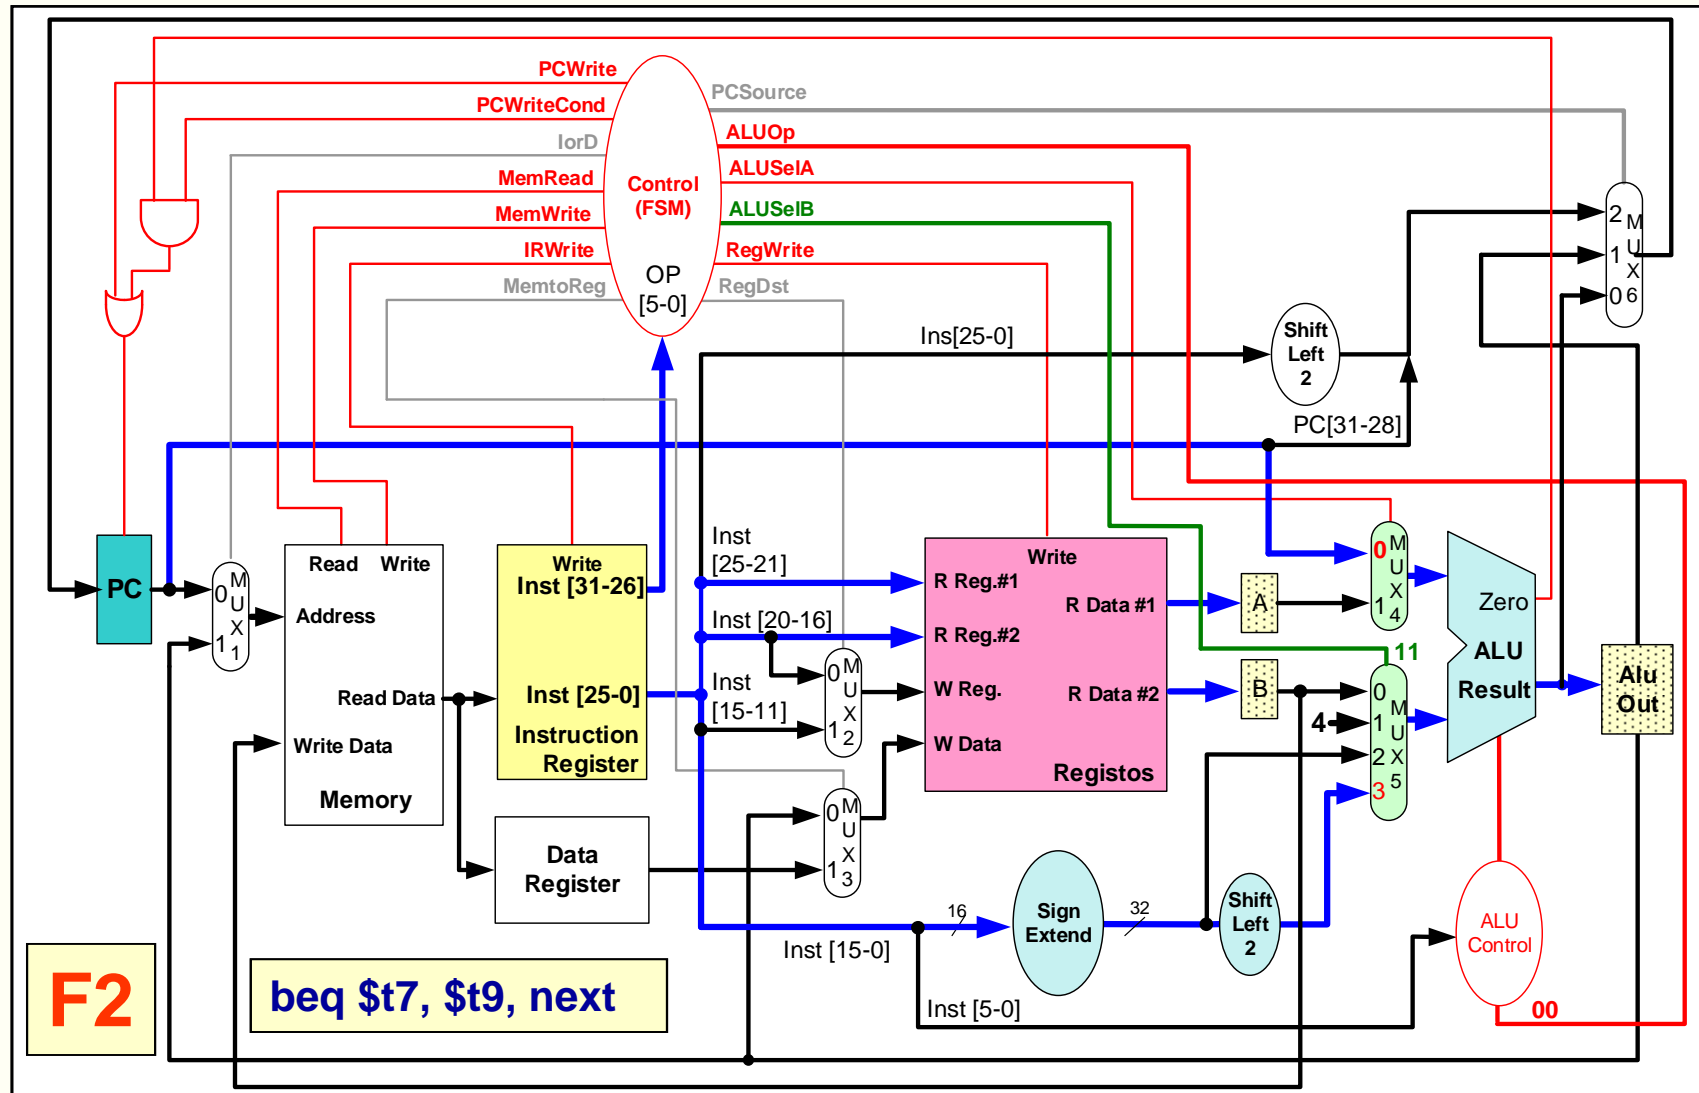 PCWrite
PCWriteCond
IorD
MemRead
MemWrite
IRWrite
MemtoReg
Control
(FSM)
OP
[5-0]
PCSource
ALUOp
ALUSelA
ALUSelB
RegWrite
RegDst
2
1
0
M
U
X
6
Ins[25-0]
Shift
Left
2
PC[31-28]
PC
0
1
M
U
X
1
Read
Write
Address
Read Data
Write Data
Memory
Write
Inst [31-26]
Inst [25-0]
Instruction
Register
Data
Register
Inst
[25-21]
Inst [20-16]
Inst
[15-11]
0
1
M
U
X
2
0
1
M
U
X
3
Write
R Reg.#1
R Reg.#2
W Reg.
W Data
R Data #1
R Data #2
Registos
A
B
0
1
M
U
X
4
11
4
0
1
2
3
M
U
X
5
Zero
ALU
Result
Alu
Out
Inst [15-0]
16
Sign
Extend
32
Shift
Left
2
Inst [5-0]
ALU
Control
00
F2
beq $t7, $t9, next